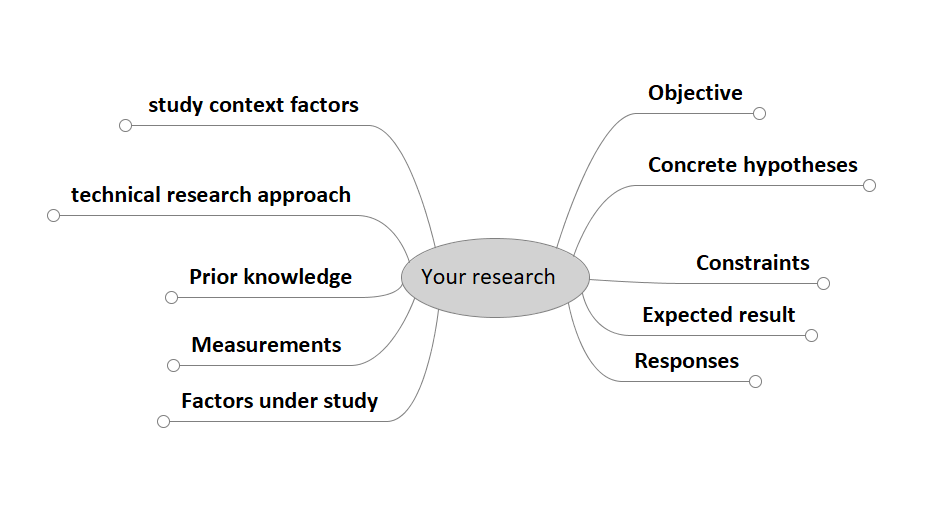 Objective
study context factors
Concrete hypotheses
technical research approach
Constraints
Prior knowledge
Your research
Expected result
Measurements
Responses
Factors under study